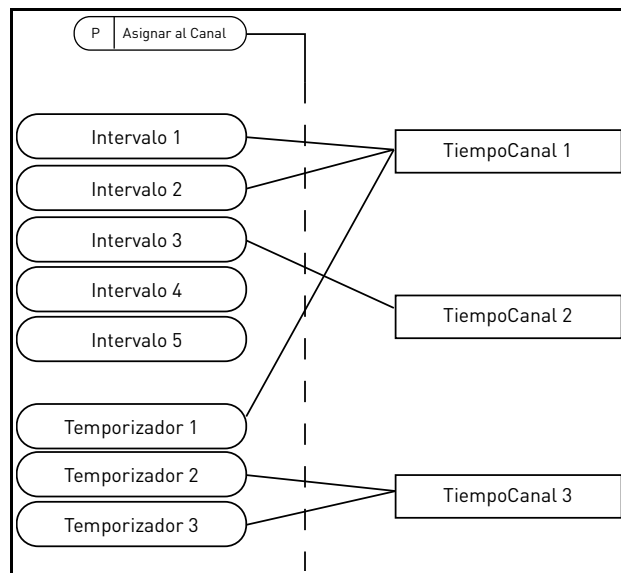 P Asignar al Canal
Intervalo 1
Intervalo 2
Intervalo 3
Intervalo 4
Intervalo 5
Temporizador 1
Temporizador 2
Temporizador 3
TiempoCanal 1
TiempoCanal 2
TiempoCanal 3